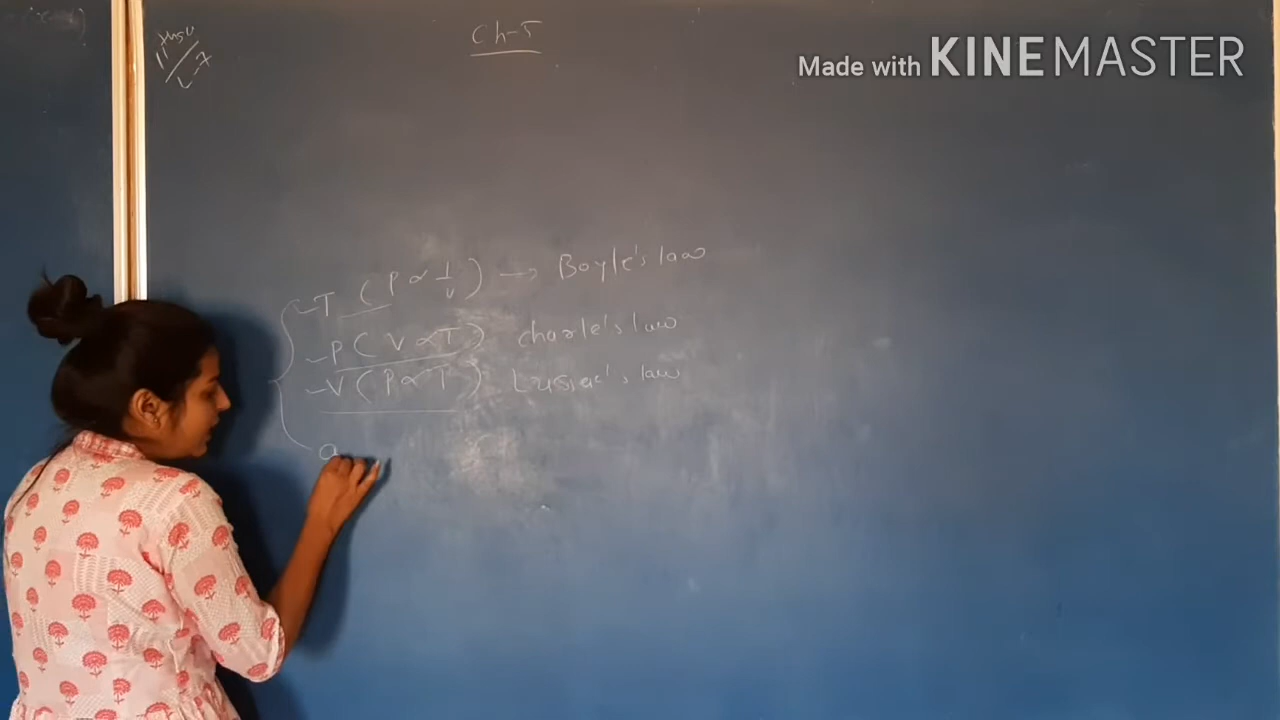 Ch-5
Made with KINEMASTER
-T (P∝1/V) → Boyle's law
-P (V∝T) Charle's law
-V (P∝T) Lussac's law
a